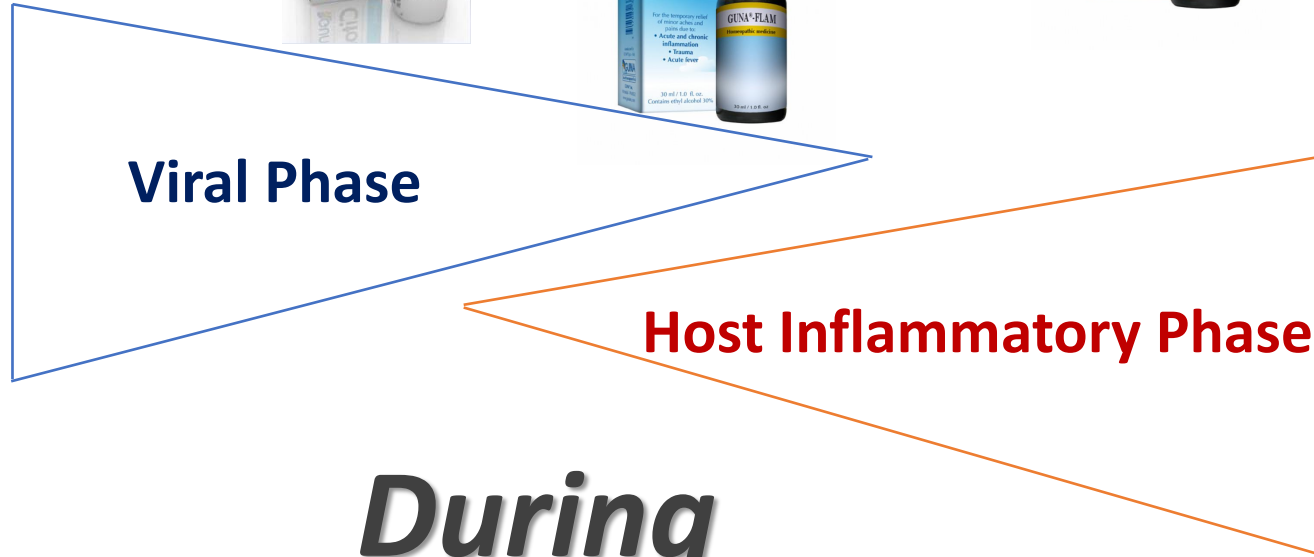 For the temporary relief
of minor aches and
pains due to:
• Acute and chronic
inflammation
• Trauma
• Acute fever
GUNA
30 ml / 1.0 fl. oz.
Contains ethyl alcohol 30%
GUNA®-FLAM
Homeopathic medicine
30 ml / 1.0 fl. oz
Viral Phase
Host Inflammatory Phase
During